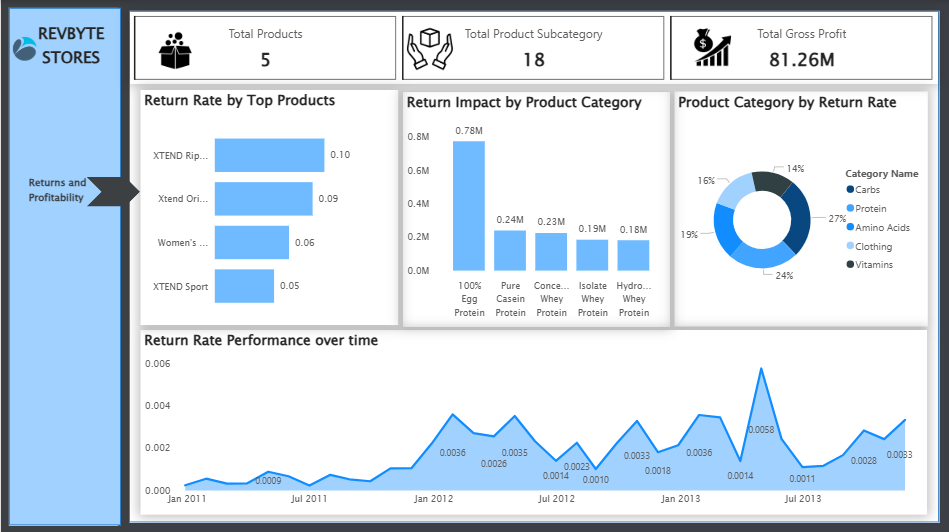 REVBYTE
STORES
Total Products
5
Total Product Subcategory
18
Total Gross Profit
81.26M
Returns and
Profitability
Return Rate by Top Products
XTEND Rip...
0.10
Xtend Ori...
0.09
Women's ...
0.06
XTEND Sport
0.05
Return Impact by Product Category
0.8M
0.6M
0.4M
0.2M
0.0M
0.78M
0.24M
0.23M
0.19M
0.18M
100%
Egg
Protein
Pure
Casein
Protein
Conce...
Whey
Protein
Isolate
Whey
Protein
Hydro...
Whey
Protein
Product Category by Return Rate
14%
16%
27%
19%
24%
Category Name
Carbs
Protein
Amino Acids
Clothing
Vitamins
Return Rate Performance over time
0.006
0.004
0.002
0.000
0.0009
0.0036
0.0026
0.0035
0.0014
0.0023
0.0010
0.0033
0.0018
0.0036
0.0014
0.0058
0.0011
0.0028
0.0033
Jan 2011
Jul 2011
Jan 2012
Jul 2012
Jan 2013
Jul 2013